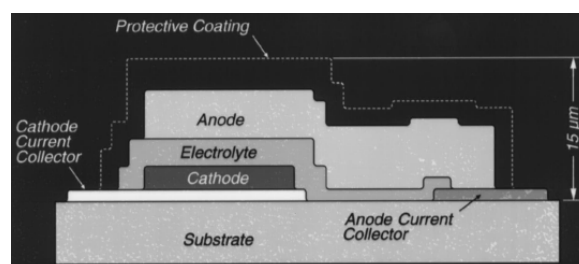 Protective Coating
Cathode
Current
Collector
Anode
Electrolyte
Cathode
15 µm
Anode Current
Collector
Substrate